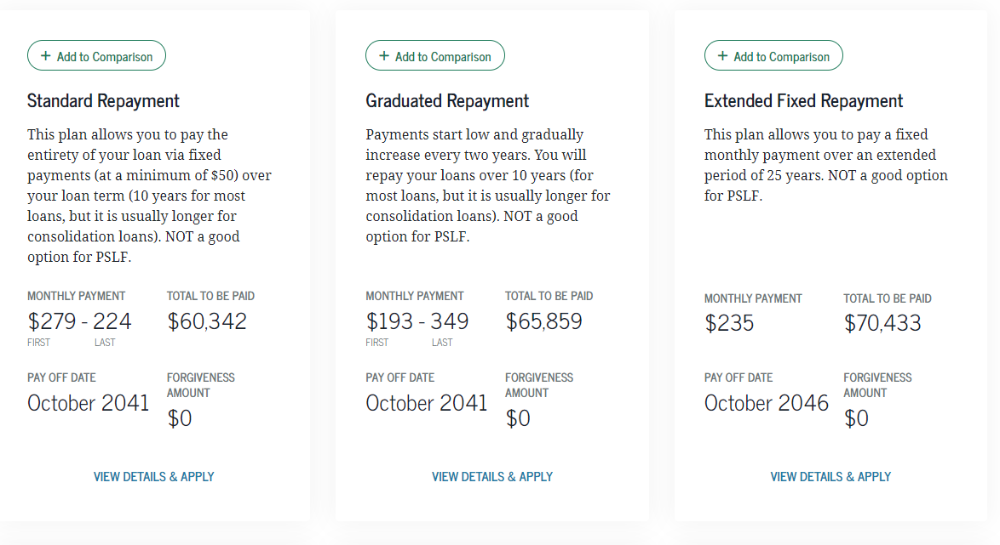 + Add to Comparison
Standard Repayment
This plan allows you to pay the
entirety of your loan via fixed
payments (at a minimum of $50) over
your loan term (10 years for most
loans, but it is usually longer for
consolidation loans). NOT a good
option for PSLF.
MONTHLY PAYMENT
$279 - 224
FIRST LAST
TOTAL TO BE PAID
$60,342
PAY OFF DATE
October 2041
FORGIVENESS
AMOUNT
$0
VIEW DETAILS & APPLY
+ Add to Comparison
Graduated Repayment
Payments start low and gradually
increase every two years. You will
repay your loans over 10 years (for
most loans, but it is usually longer for
consolidation loans). NOT a good
option for PSLF.
MONTHLY PAYMENT
$193 - 349
FIRST LAST
TOTAL TO BE PAID
$65,859
PAY OFF DATE
October 2041
FORGIVENESS
AMOUNT
$0
VIEW DETAILS & APPLY
+ Add to Comparison
Extended Fixed Repayment
This plan allows you to pay a fixed
monthly payment over an extended
period of 25 years. NOT a good option
for PSLF.
MONTHLY PAYMENT
$235
TOTAL TO BE PAID
$70,433
PAY OFF DATE
October 2046
FORGIVENESS
AMOUNT
$0
VIEW DETAILS & APPLY